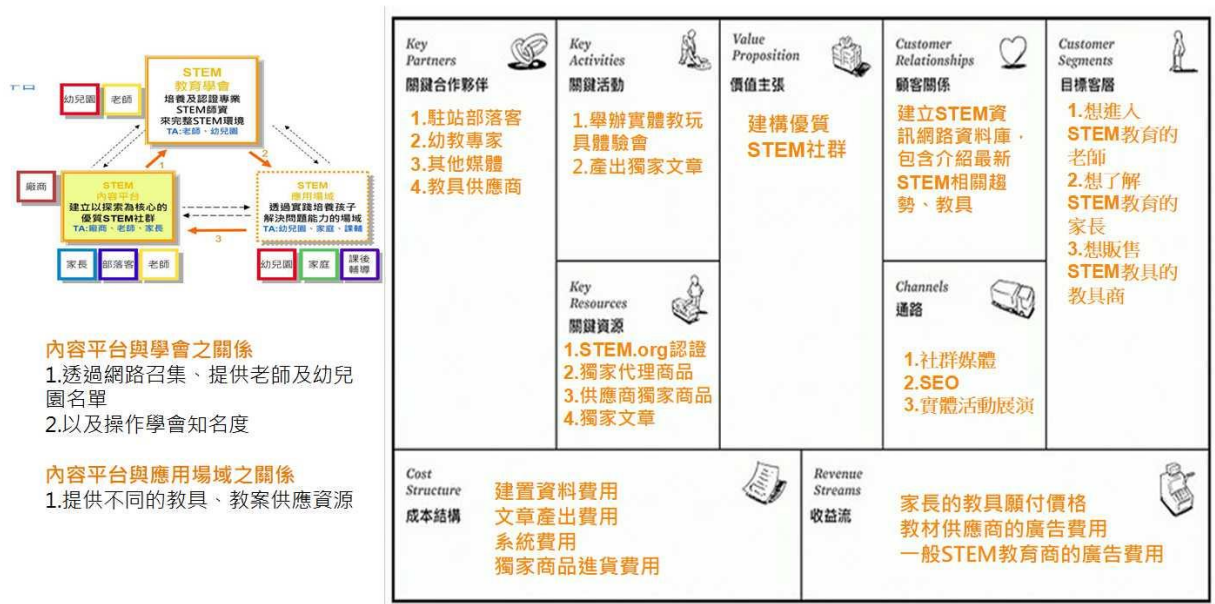 STEM
教育學會
培養及認證專業
STEM師資
來完整STEM環境
TA:老師、幼兒園
幼兒園
老師
1
2
廠商
STEM
內容平台
建立以探索為核心的
優質STEM社群
TA:廠商、老師、家長
STEM
應用場域
透過實踐培養孩子
解決問題能力的場域
TA:幼兒園、家庭、課輔
3
家長
部落客
老師
幼兒園
家庭
課後
輔導
內容平台與學會之關係
1.透過網路召集、提供老師及幼兒
園名單
2.以及操作學會知名度
內容平台與應用場域之關係
1.提供不同的教具、教案供應資源
Key
Partners
關鍵合作夥伴
1.駐站部落客
2.幼教專家
3.其他媒體
4.教具供應商
Key
Activities
關鍵活動
1.舉辦實體教玩
具體驗會
2.產出獨家文章
Key
Resources
關鍵資源
1.STEM.org認證
2.獨家代理商品
3.供應商獨家商品
4.獨家文章
Value
Proposition
價值主張
建構優質
STEM社群
Customer
Relationships
顧客關係
建立STEM資
訊網路資料庫，
包含介紹最新
STEM相關趨
勢、教具
Channels
通路
1.社群媒體
2.SEO
3.實體活動展演
Customer
Segments
目標客層
1.想進入
STEM教育的
老師
2.想了解
STEM教育的
家長
3.想販售
STEM教具的
教具商
Cost
Structure
成本結構
建置資料費用
文章產出費用
系統費用
獨家商品進貨費用
Revenue
Streams
收益流
家長的教具願付價格
教材供應商的廣告費用
一般STEM教育商的廣告費用